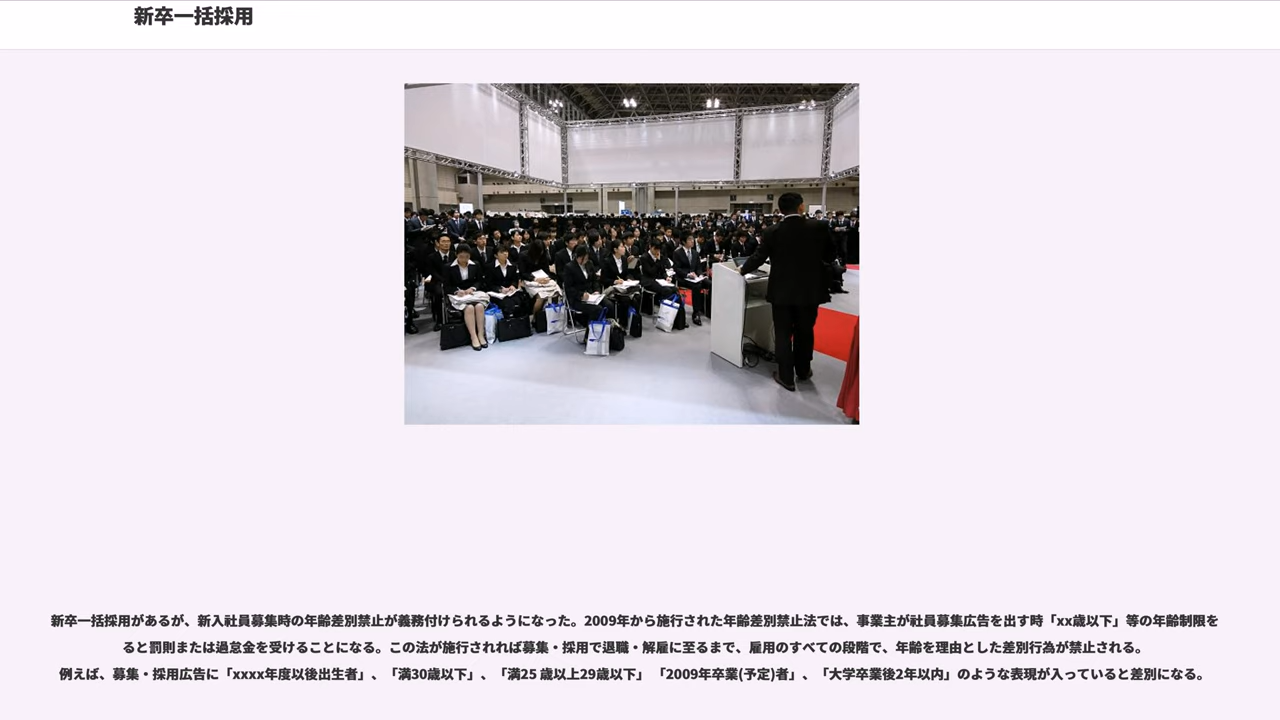 新卒一括採用
新卒一括採用があるが、新入社員募集時の年齢差別禁止が義務付けられるようになった。2009年から施行された年齢差別禁止法では、事業主が社員募集広告を出す時「xx歳以下」等の年齢制限を
ると罰則または過怠金を受けることになる。この法が施行されれば募集・採用で退職・解雇に至るまで、雇用のすべての段階で、年齢を理由とした差別行為が禁止される。
例えば、募集・採用広告に「xxxx年度以後出生者」、「満30歳以下」、「満25 歳以上29歳以下」 「2009年卒業(予定)者」、「大学卒業後2年以内」のような表現が入っていると差別になる。